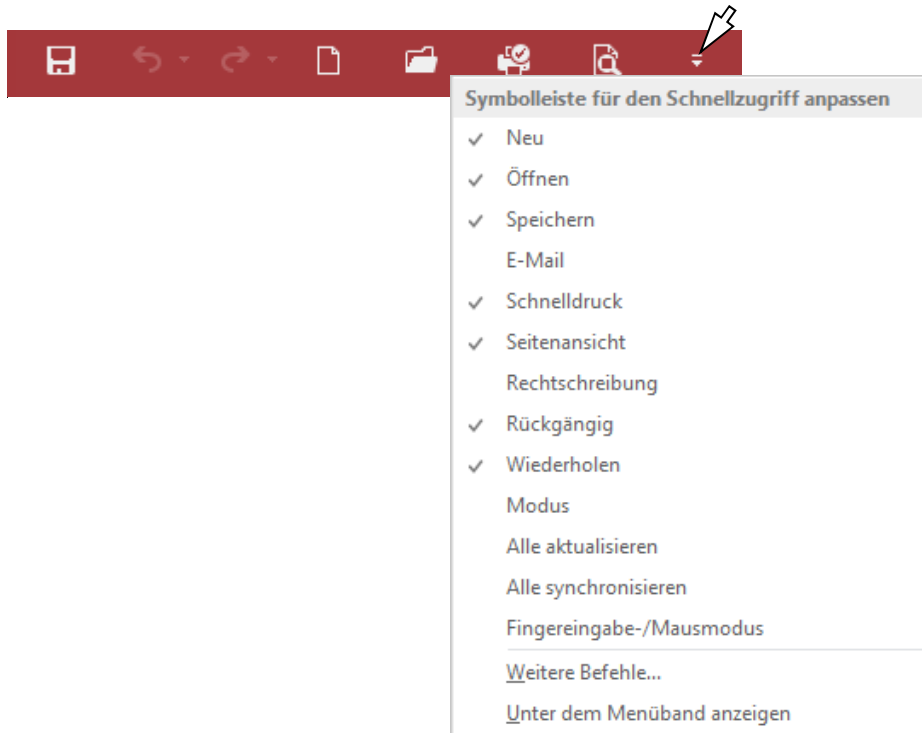 Symbolleiste für den Schnellzugriff anpassen
Neu
Öffnen
Speichern
E-Mail
Schnelldruck
Seitenansicht
Rechtschreibung
Rückgängig
Wiederholen
Modus
Alle aktualisieren
Alle synchronisieren
Fingereingabe-/Mausmodus
Weitere Befehle...
Unter dem Menüband anzeigen